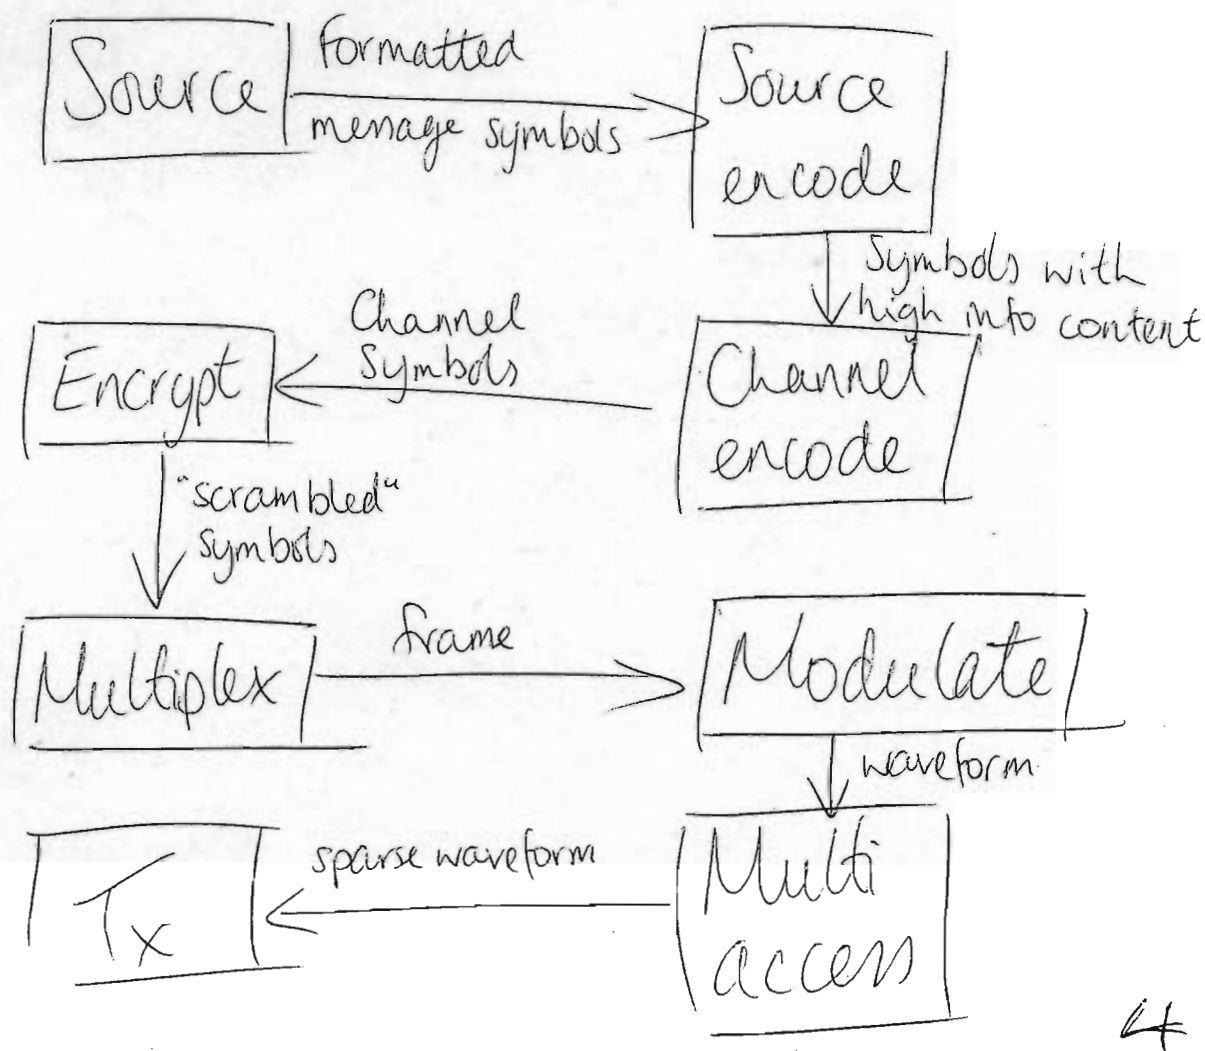 Source
formatted
message symbols
Source
encode
Symbols with
high info content
Channel
encode
Channel
Symbols
Encrypt
"scrambled"
symbols
Multiplex
frame
Modulate
waveform
Multi
access
sparse waveform
Tx
4